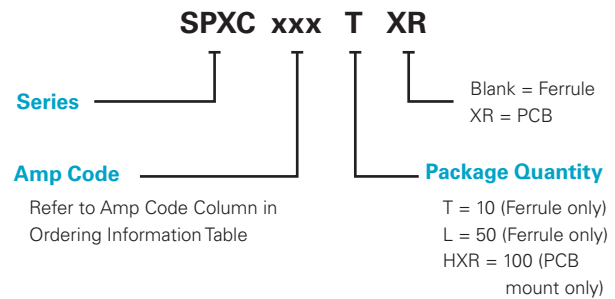 SPXC xxx T XR
Series
Blank = Ferrule
XR = PCB
Amp Code
Refer to Amp Code Column in
Ordering Information Table
Package Quantity
T = 10 (Ferrule only)
L = 50 (Ferrule only)
HXR = 100 (PCB
mount only)